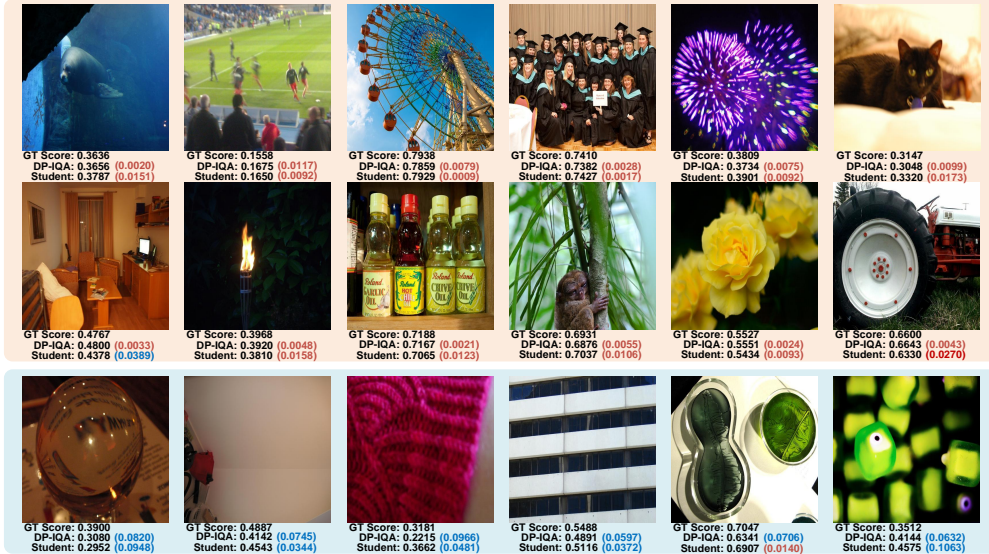 GT Score: 0.3636
DP-IQA: 0.3656 (0.0020)
Student: 0.3787 (0.0151)
GT Score: 0.1558
DP-IQA: 0.1675 (0.0117)
Student: 0.1650 (0.0092)
GT Score: 0.7938
DP-IQA: 0.7859 (0.0079)
Student: 0.7929 (0.0009)
GT Score: 0.7410
DP-IQA: 0.7382 (0.0028)
Student: 0.7427 (0.0017)
GT Score: 0.3809
DP-IQA: 0.3734 (0.0075)
Student: 0.3901 (0.0092)
GT Score: 0.3147
DP-IQA: 0.3048 (0.0099)
Student: 0.3320 (0.0173)
Roland
GARLIC
OIL
Roland
HOT
Roland
CHIVE
OIL
Roland
CHIVE
OIL
GT Score: 0.4767
DP-IQA: 0.4800 (0.0033)
Student: 0.4378 (0.0389)
GT Score: 0.3968
DP-IQA: 0.3920 (0.0048)
Student: 0.3810 (0.0158)
GT Score: 0.7188
DP-IQA: 0.7167 (0.0021)
Student: 0.7065 (0.0123)
GT Score: 0.6931
DP-IQA: 0.6876 (0.0055)
Student: 0.7037 (0.0106)
GT Score: 0.5527
DP-IQA: 0.5551 (0.0024)
Student: 0.5434 (0.0093)
GT Score: 0.6600
DP-IQA: 0.6643 (0.0043)
Student: 0.6330 (0.0270)
GT Score: 0.3900
DP-IQA: 0.3080 (0.0820)
Student: 0.2952 (0.0948)
GT Score: 0.4887
DP-IQA: 0.4142 (0.0745)
Student: 0.4543 (0.0344)
GT Score: 0.3181
DP-IQA: 0.2215 (0.0966)
Student: 0.3662 (0.0481)
GT Score: 0.5488
DP-IQA: 0.4891 (0.0597)
Student: 0.5116 (0.0372)
GT Score: 0.7047
DP-IQA: 0.6341 (0.0706)
Student: 0.6907 (0.0140)
GT Score: 0.3512
DP-IQA: 0.4144 (0.0632)
Student: 0.4575 (0.1063)